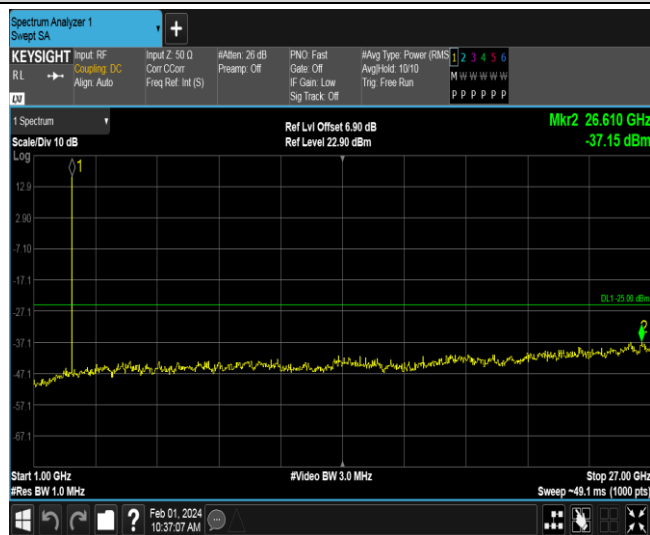 Spectrum Analyzer 1
Swept SA
+
KEYSIGHT Input: RF Input Z: 50 Ω #Atten: 26 dB PNO: Fast #Avg Type: Power (RMS 1 2 3 4 5 6
RL Coupling: DC Corr CCorr Preamp: Off Gate: Off Avg|Hold: 10/10 M W W W W W
Align: Auto Freq Ref: Int (S) IF Gain: Low Trig: Free Run
LXI Sig Track: Off P P P P P P
1 Spectrum Ref Lvl Offset 6.90 dB Mkr2 26.610 GHz
Scale/Div 10 dB Ref Level 22.90 dBm -37.15 dBm
Log
1
12.9
2.90
-7.10
-17.1
DL1 -25.00 dBm
-27.1
2
-37.1
-47.1
-57.1
-67.1
Start 1.00 GHz #Video BW 3.0 MHz Stop 27.00 GHz
#Res BW 1.0 MHz Sweep ~49.1 ms (1000 pts)
? Feb 01, 2024
10:37:07 AM